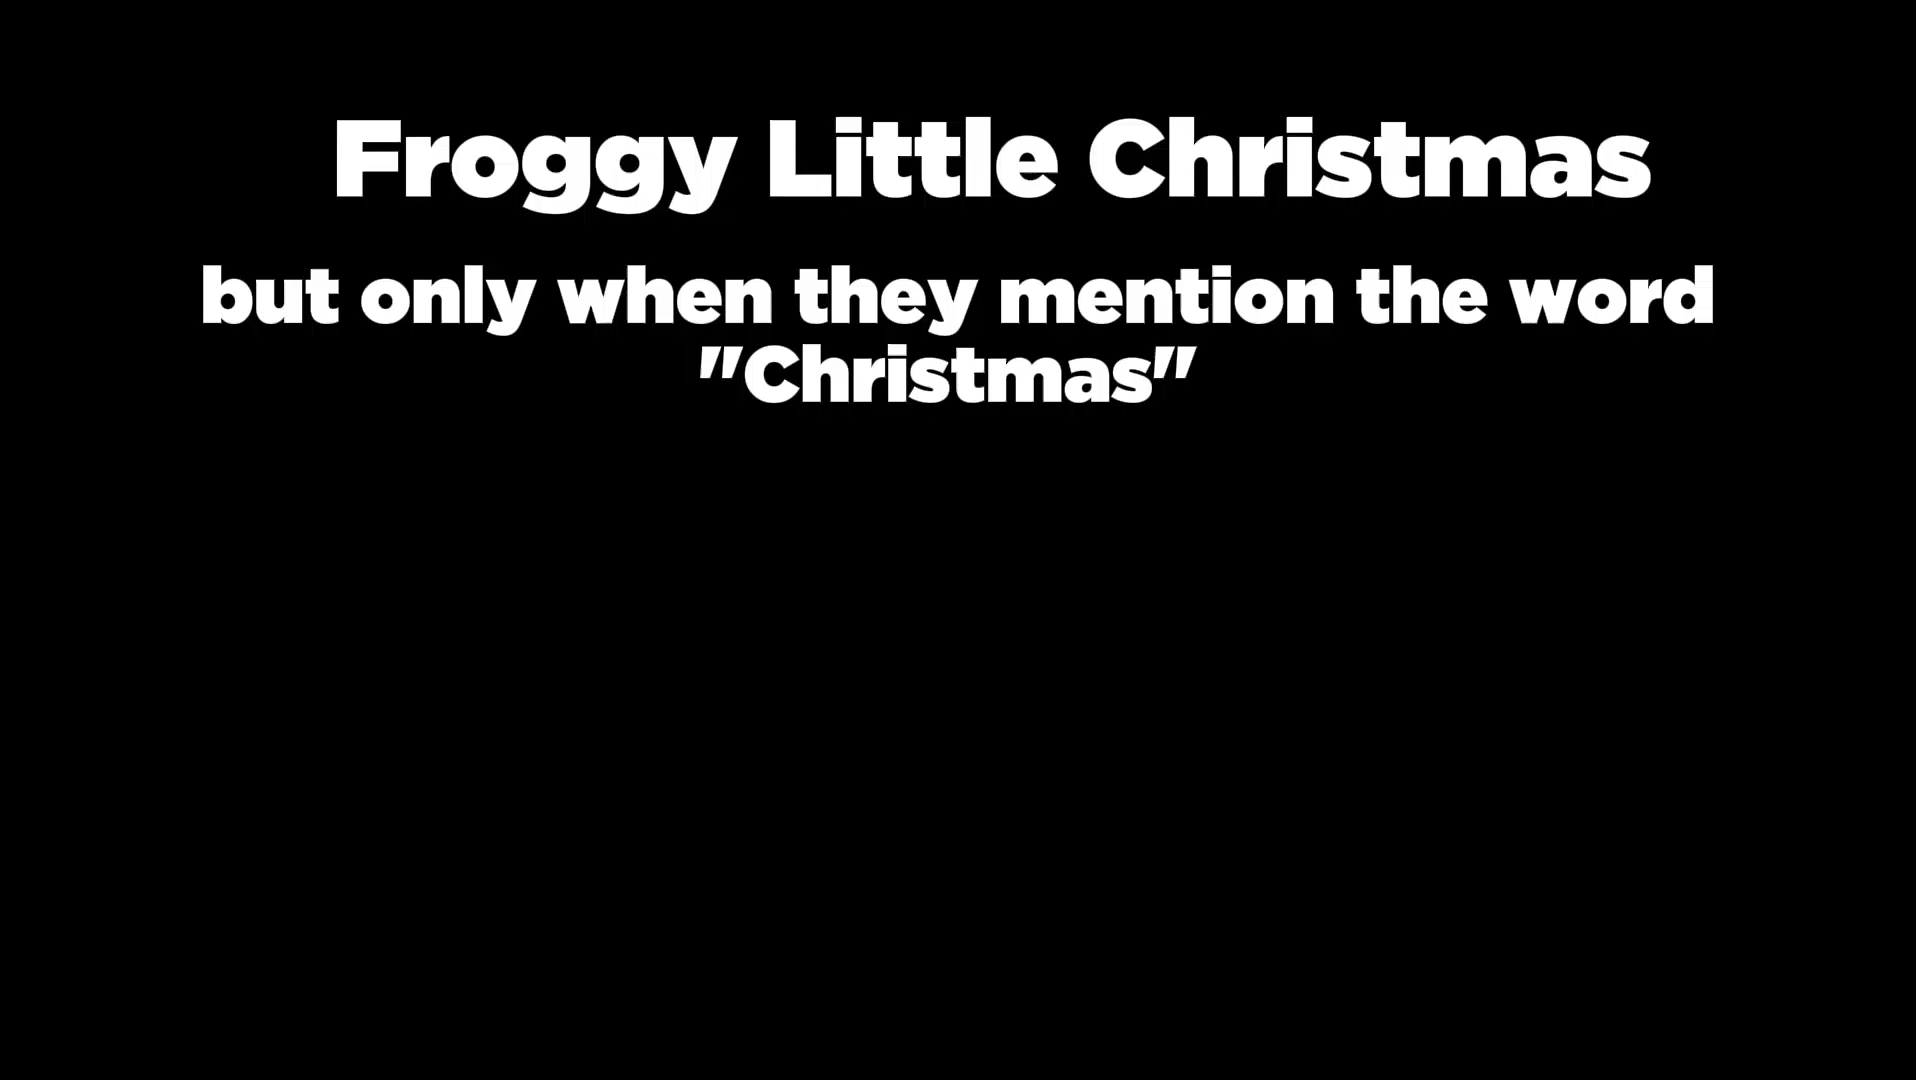 Froggy Little Christmas
but only when they mention the word
"Christmas"